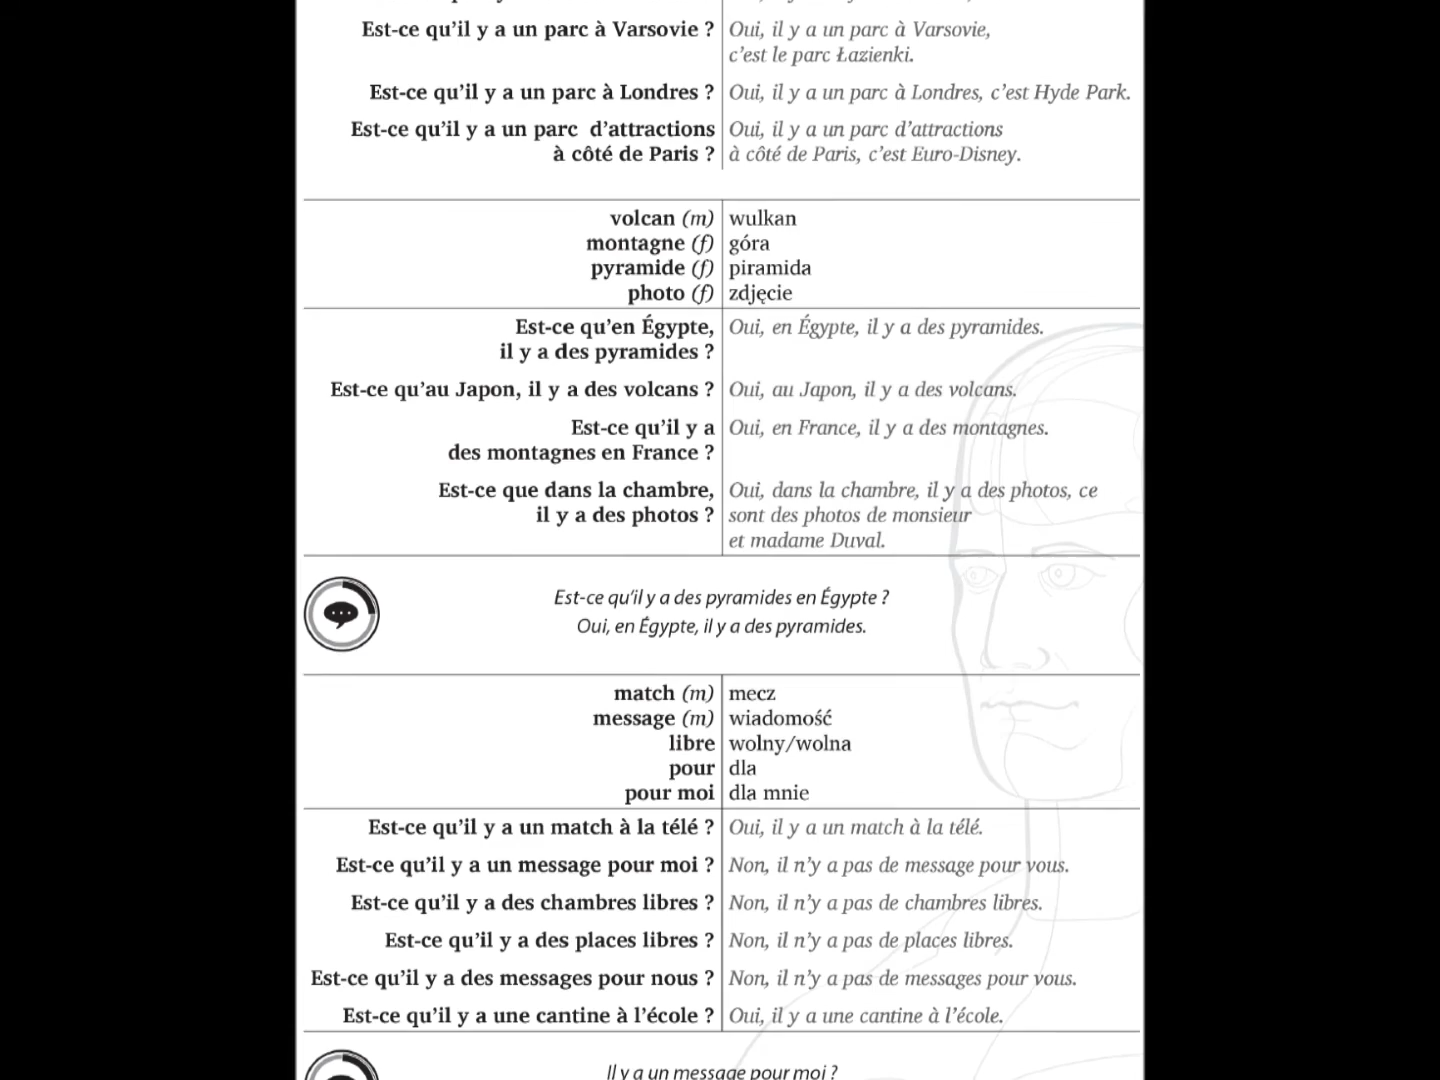 Est-ce qu’il y a un parc à Varsovie ? Oui, il y a un parc à Varsovie,
c’est le parc Łazienki.
Est-ce qu’il y a un parc à Londres ? Oui, il y a un parc à Londres, c’est Hyde Park.
Est-ce qu’il y a un parc d’attractions Oui, il y a un parc d’attractions
à côté de Paris ? à côté de Paris, c’est Euro-Disney.
volcan (m) wulkan
montagne (f) góra
pyramide (f) piramida
photo (f) zdjęcie
Est-ce qu’en Égypte, Oui, en Égypte, il y a des pyramides.
il y a des pyramides ?
Est-ce qu’au Japon, il y a des volcans ? Oui, au Japon, il y a des volcans.
Est-ce qu’il y a Oui, en France, il y a des montagnes.
des montagnes en France ?
Est-ce que dans la chambre, Oui, dans la chambre, il y a des photos, ce
il y a des photos ? sont des photos de monsieur
et madame Duval.
Est-ce qu’il y a des pyramides en Égypte ?
Oui, en Égypte, il y a des pyramides.
match (m) mecz
message (m) wiadomość
libre wolny/wolna
pour dla
pour moi dla mnie
Est-ce qu’il y a un match à la télé ? Oui, il y a un match à la télé.
Est-ce qu’il y a un message pour moi ? Non, il n’y a pas de message pour vous.
Est-ce qu’il y a des chambres libres ? Non, il n’y a pas de chambres libres.
Est-ce qu’il y a des places libres ? Non, il n’y a pas de places libres.
Est-ce qu’il y a des messages pour nous ? Non, il n’y a pas de messages pour vous.
Est-ce qu’il y a une cantine à l’école ? Oui, il y a une cantine à l’école.
Il y a un message pour moi ?